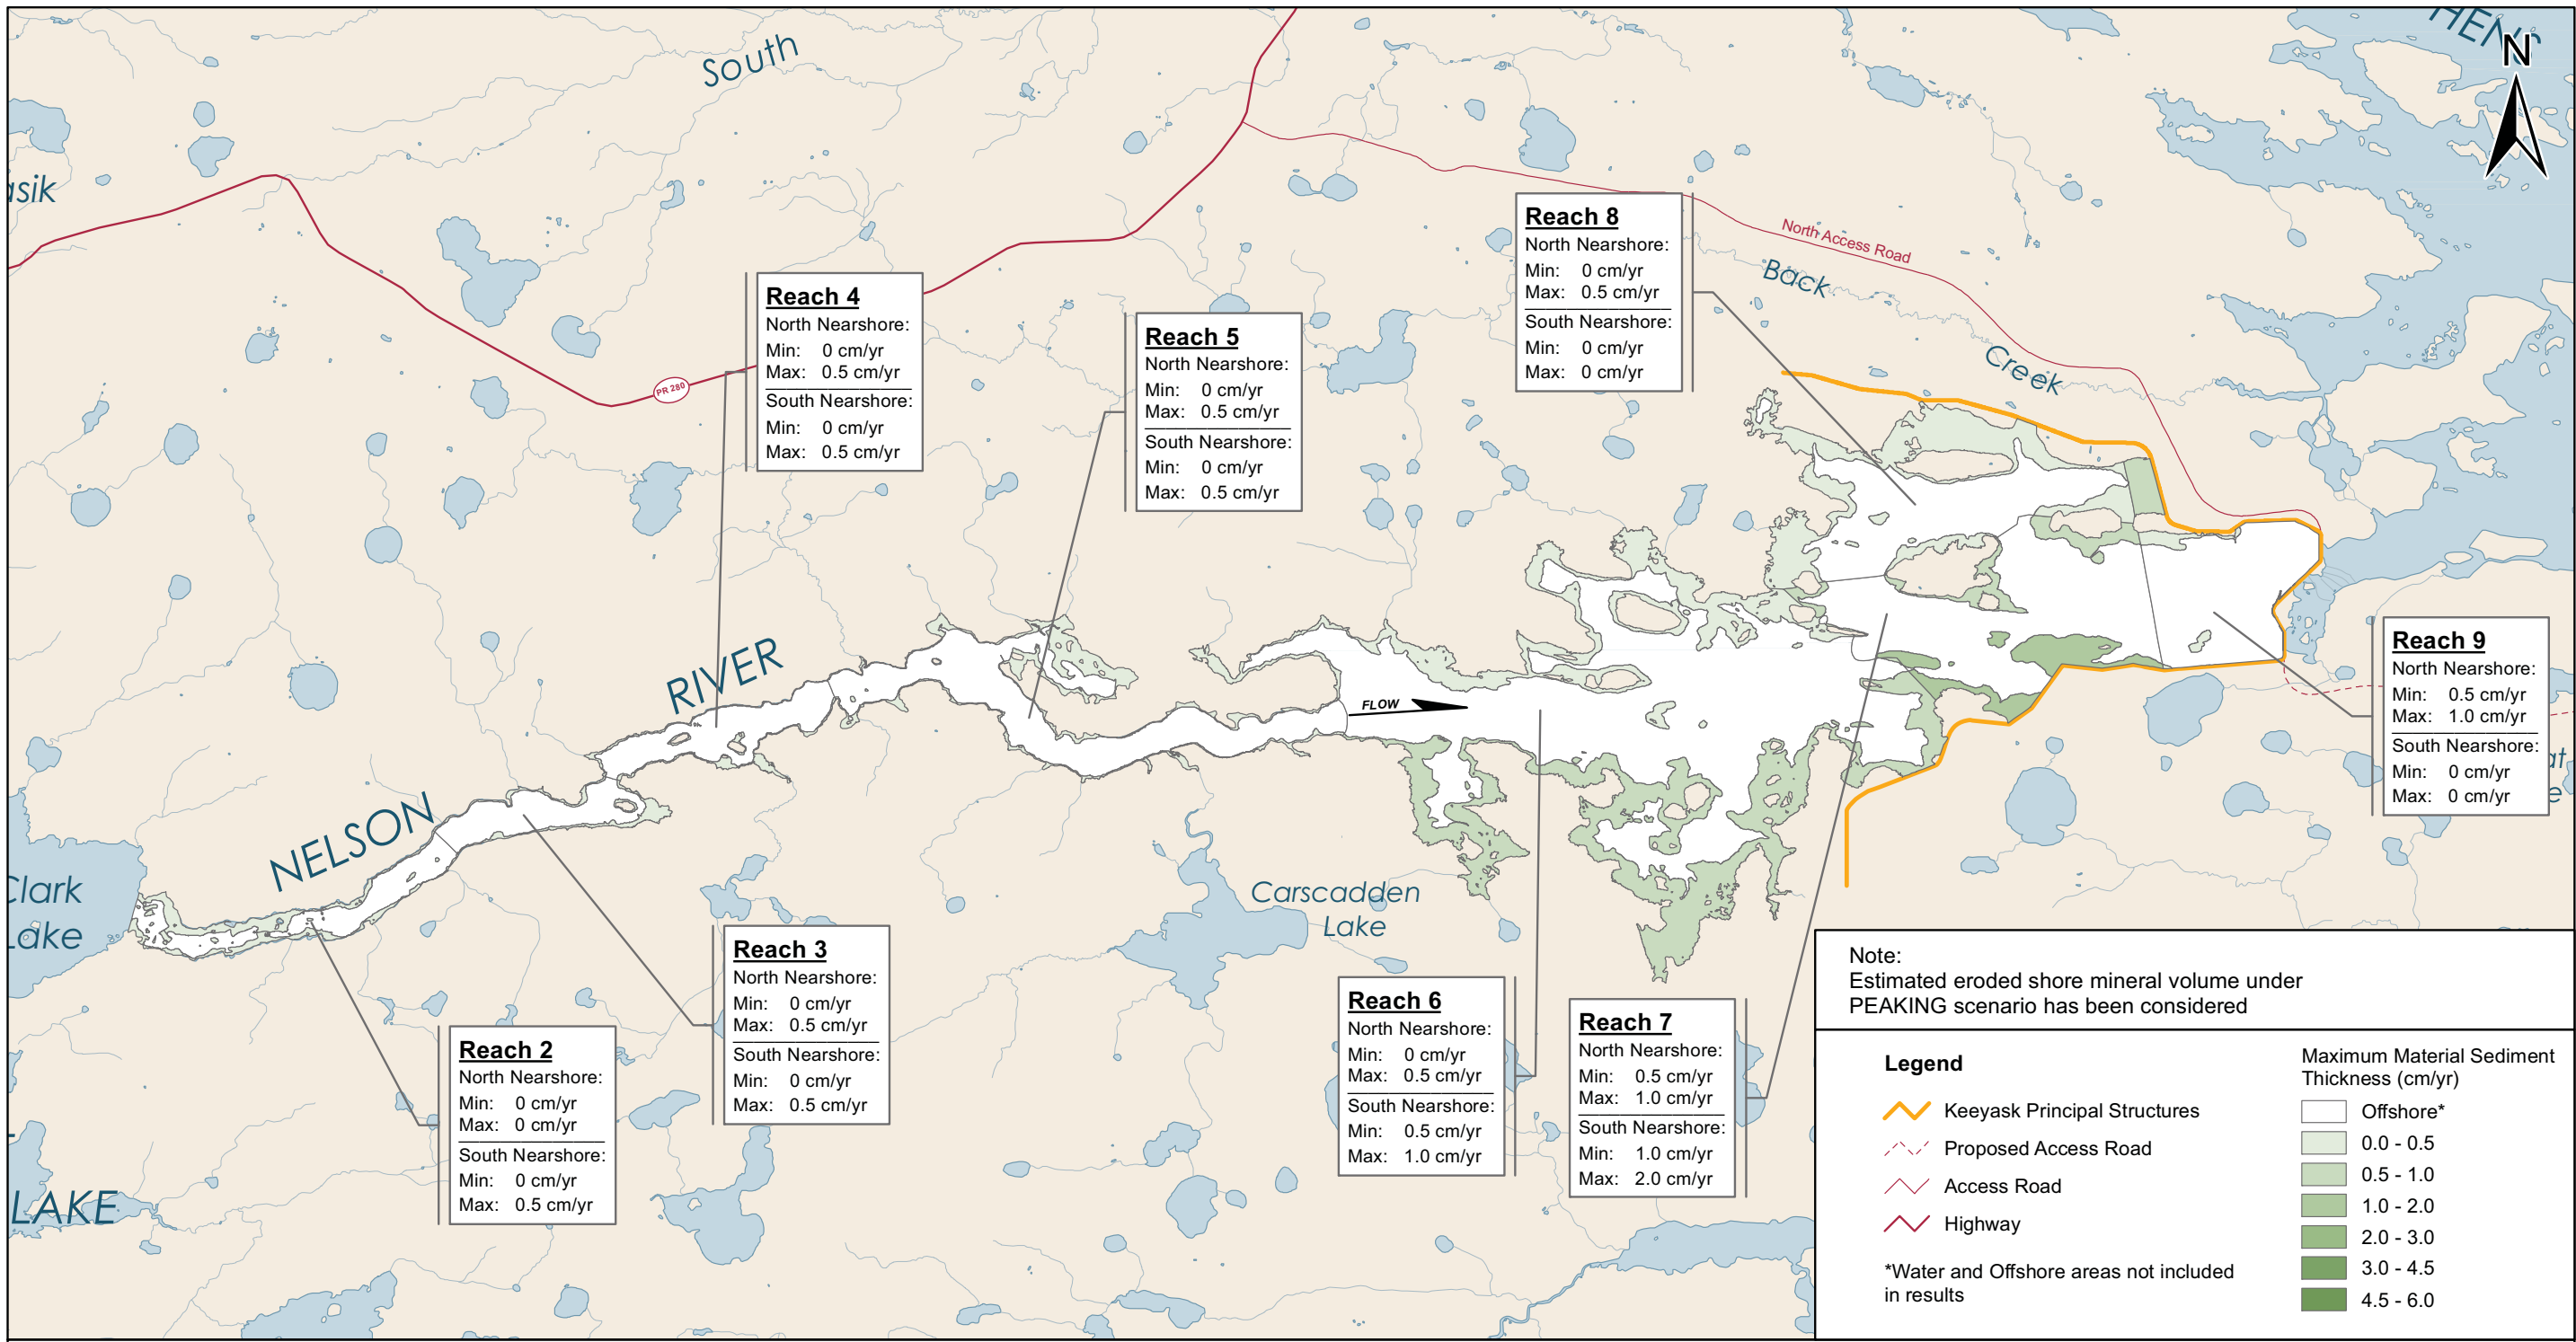 South
HENS
N
asik
North Access Road
Back
Creek
PR 280
Reach 8
North Nearshore:
Min: 0 cm/yr
Max: 0.5 cm/yr
South Nearshore:
Min: 0 cm/yr
Max: 0 cm/yr
Reach 4
North Nearshore:
Min: 0 cm/yr
Max: 0.5 cm/yr
South Nearshore:
Min: 0 cm/yr
Max: 0.5 cm/yr
Reach 5
North Nearshore:
Min: 0 cm/yr
Max: 0.5 cm/yr
South Nearshore:
Min: 0 cm/yr
Max: 0.5 cm/yr
NELSON RIVER
FLOW
Reach 9
North Nearshore:
Min: 0.5 cm/yr
Max: 1.0 cm/yr
South Nearshore:
Min: 0 cm/yr
Max: 0 cm/yr
at
e
Clark
Lake
Carscadden
Lake
Reach 3
North Nearshore:
Min: 0 cm/yr
Max: 0.5 cm/yr
South Nearshore:
Min: 0 cm/yr
Max: 0.5 cm/yr
Reach 2
North Nearshore:
Min: 0 cm/yr
Max: 0 cm/yr
South Nearshore:
Min: 0 cm/yr
Max: 0.5 cm/yr
Reach 6
North Nearshore:
Min: 0 cm/yr
Max: 0.5 cm/yr
South Nearshore:
Min: 0.5 cm/yr
Max: 1.0 cm/yr
Reach 7
North Nearshore:
Min: 0.5 cm/yr
Max: 1.0 cm/yr
South Nearshore:
Min: 1.0 cm/yr
Max: 2.0 cm/yr
LAKE
Note:
Estimated eroded shore mineral volume under
PEAKING scenario has been considered
Legend
Keeyask Principal Structures
Proposed Access Road
Access Road
Highway
*Water and Offshore areas not included
in results
Maximum Material Sediment
Thickness (cm/yr)
Offshore*
0.0 - 0.5
0.5 - 1.0
1.0 - 2.0
2.0 - 3.0
3.0 - 4.5
4.5 - 6.0